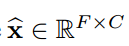 x̂ ∈ ℝ^{F×C}